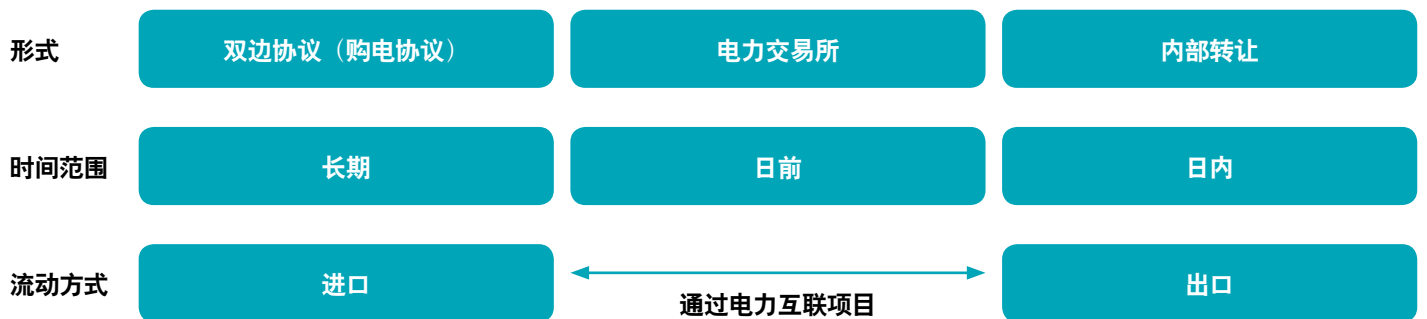 形式
双边协议（购电协议）
电力交易所
内部转让
时间范围
长期
日前
日内
流动方式
进口
通过电力互联项目
出口